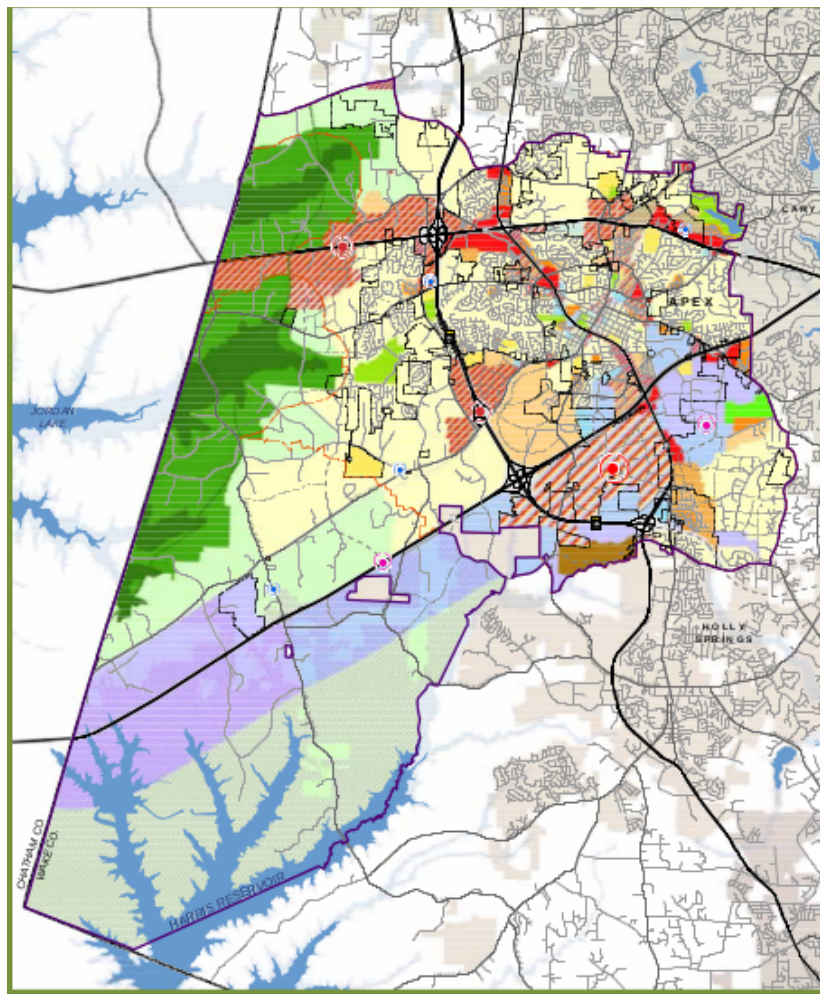 CARY
APEX
JORDAN
LAKE
HOLLY
SPRINGS
CHATHAM CO.
WAKE CO.
HARRIS RESERVOIR